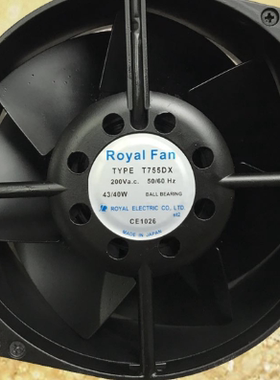 Royal Fan
TYPE T755DX
200Va.c. 50/60 Hz
43/40W BALL BEARING
ROYAL ELECTRIC CO., LTD.
CE1026
MADE IN JAPAN